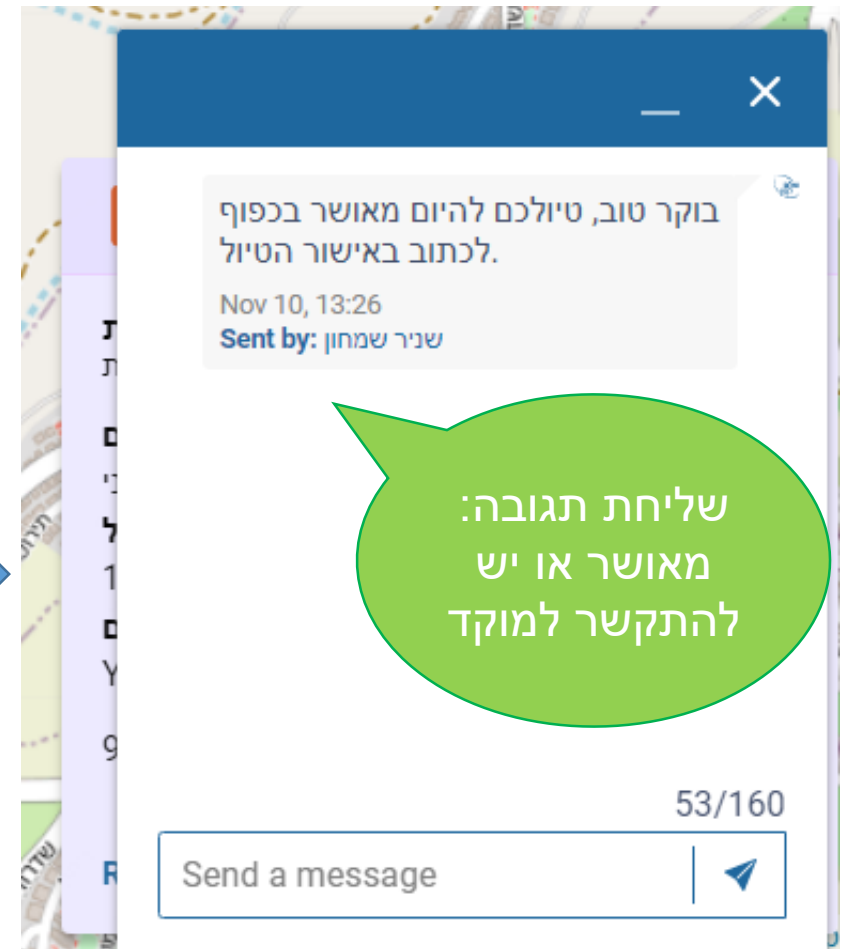 בוקר טוב, טיולכם להיום מאושר בכפוף
לכתוב באישור הטיול.
Nov 10, 13:26
Sent by: שניר שמחון
שליחת תגובה:
מאושר או יש
להתקשר למוקד
53/160
Send a message